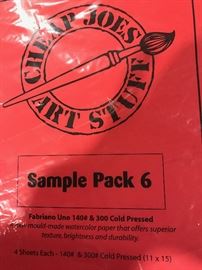 CHEAP JOES
ART STUFF
Sample Pack 6
Fabriano Uno 140# & 300 Cold Pressed
mould-made watercolor paper that offers superior
texture, brightness and durability.
4 Sheets Each - 140# & 300# Cold Pressed (11 x 15)